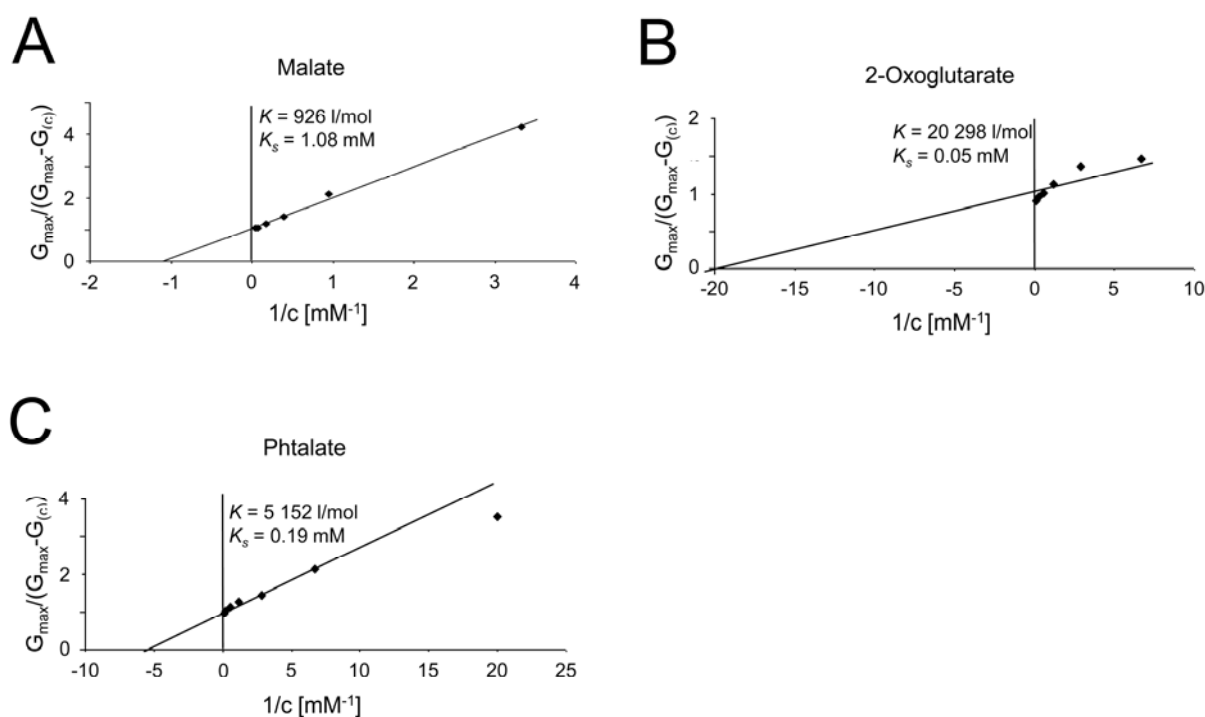 A
Malate
K = 926 l/mol
Ks = 1.08 mM
Gmax/(Gmax-G(c))
4
2
0
-2 -1 0 1 2 3 4
1/c [mM-1]
B
2-Oxoglutarate
K = 20 298 l/mol
Ks = 0.05 mM
Gmax/(Gmax-G(c))
2
1
0
-20 -15 -10 -5 0 5 10
1/c [mM-1]
C
Phtalate
K = 5 152 l/mol
Ks = 0.19 mM
Gmax/(Gmax-G(c))
4
2
0
-10 -5 0 5 10 15 20 25
1/c [mM-1]